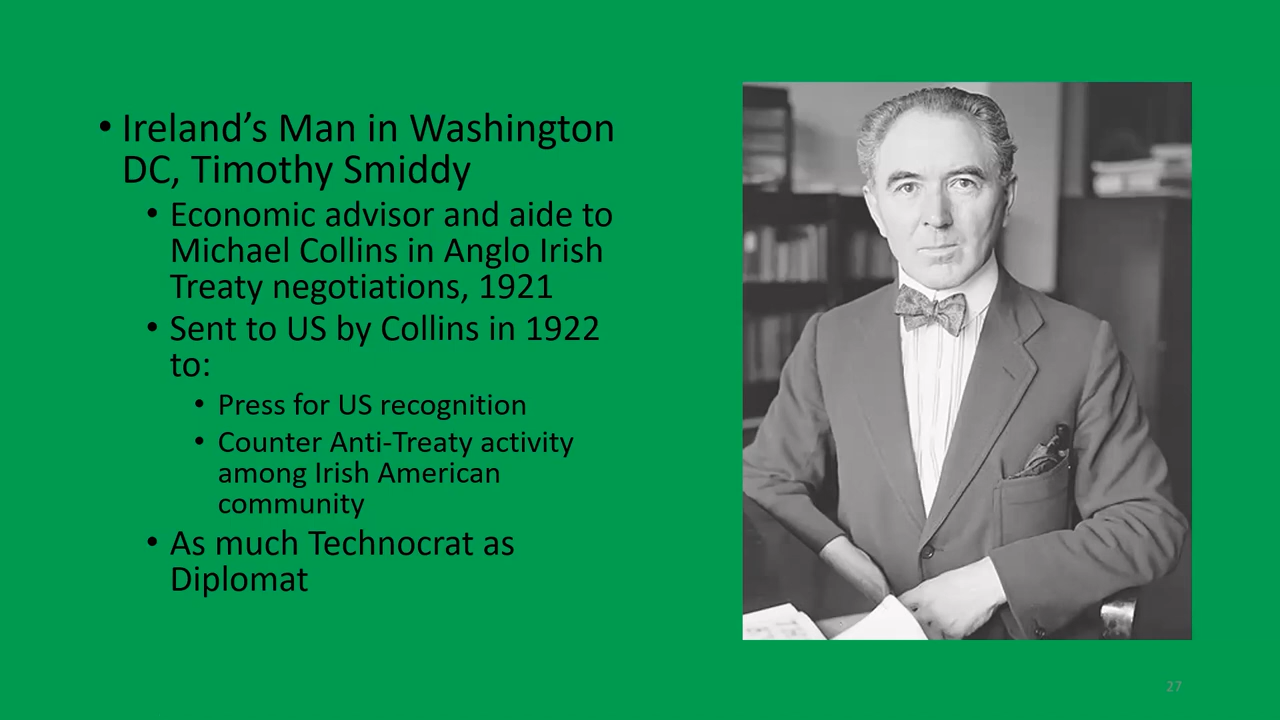 • Ireland’s Man in Washington
DC, Timothy Smiddy
• Economic advisor and aide to
Michael Collins in Anglo Irish
Treaty negotiations, 1921
• Sent to US by Collins in 1922
to:
• Press for US recognition
• Counter Anti-Treaty activity
among Irish American
community
• As much Technocrat as
Diplomat
27